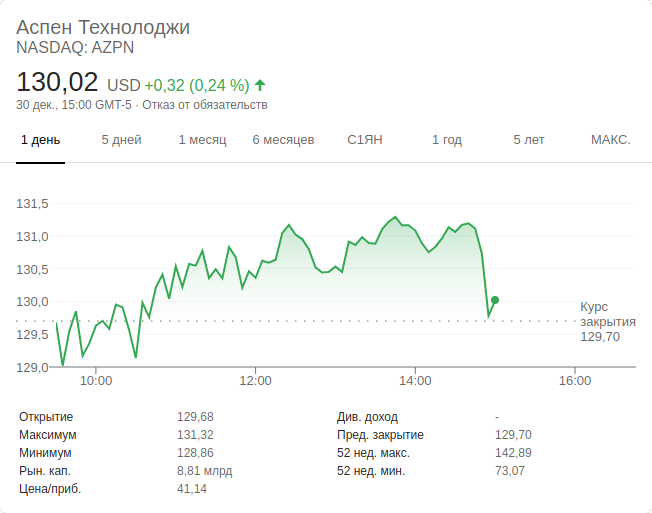 Аспен Технолоджи
NASDAQ: AZPN
130,02 USD +0,32 (0,24 %)
30 дек., 15:00 GMT-5 · Отказ от обязательств
1 день 5 дней 1 месяц 6 месяцев С1ЯН 1 год 5 лет МАКС.
131,5
131,0
130,5
130,0
129,5
129,0
Курс
закрытия
129,70
10:00 12:00 14:00 16:00
Открытие 129,68 Див. доход -
Максимум 131,32 Пред. закрытие 129,70
Минимум 128,86 52 нед. макс. 142,89
Рын. кап. 8,81 млрд 52 нед. мин. 73,07
Цена/приб. 41,14